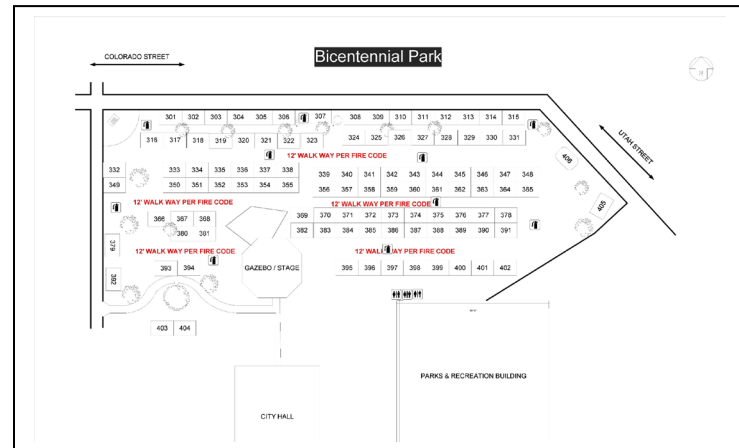 Bicentennial Park
COLORADO STREET
UTAH STREET
301 302 303 304 305 306 307 308 309 310 311 312 313 314 315
316 317 318 319 320 321 322 323 324 325 326 327 328 329 330 331
12' WALK WAY PER FIRE CODE
406
332 333 334 335 336 337 338 339 340 341 342 343 344 345 346 347 348
349 350 351 352 353 354 355 356 357 358 359 360 361 362 363 364 365
12' WALK WAY PER FIRE CODE 12' WALK WAY PER FIRE CODE
405
366 367 368 369 370 371 372 373 374 375 376 377 378
379 380 381 382 383 384 385 386 387 388 389 390 391
12' WALK WAY PER FIRE CODE 12' WALK WAY PER FIRE CODE
392 393 394 GAZEBO / STAGE 395 396 397 398 399 400 401 402
403 404
PARKS & RECREATION BUILDING
CITY HALL